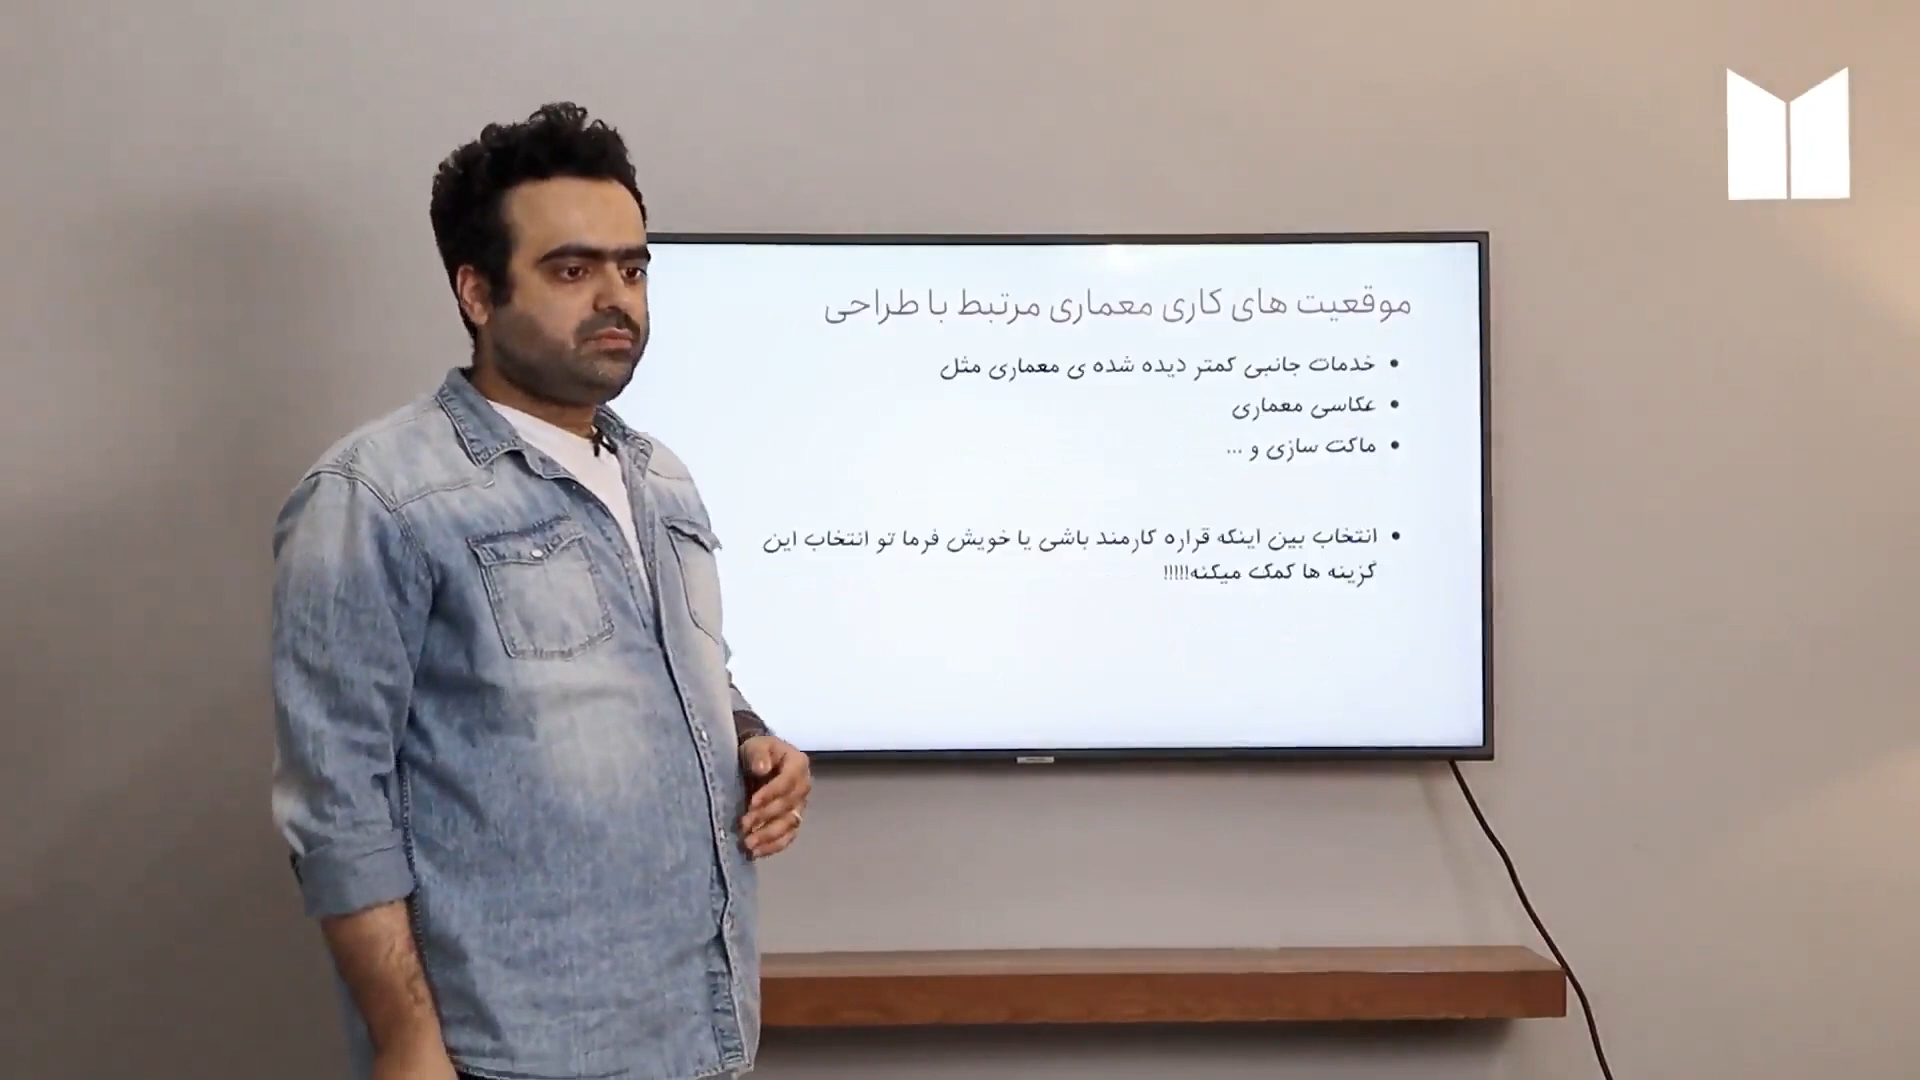 موقعیت های کاری معماری مرتبط با طراحی
• خدمات جانبی کمتر دیده شده ی معماری مثل
• عکاسی معماری
• ماکت سازی و ...
• انتخاب بین اینکه قراره کارمند باشی یا خویش فرما تو انتخاب این
گزینه ها کمک میکنه!!!!!